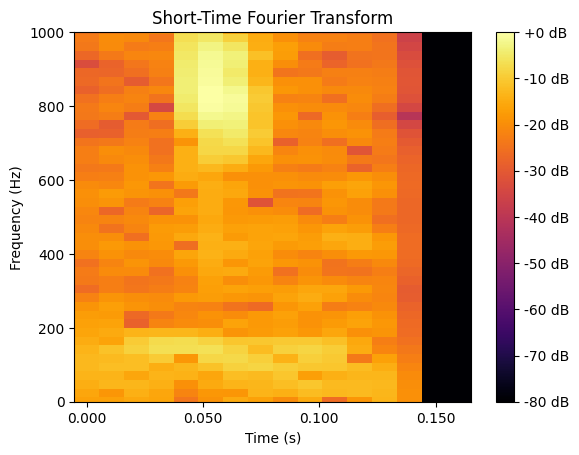 Short-Time Fourier Transform
1000
800
600
400
200
0
Frequency (Hz)
0.000
0.050
0.100
0.150
Time (s)
+0 dB
-10 dB
-20 dB
-30 dB
-40 dB
-50 dB
-60 dB
-70 dB
-80 dB